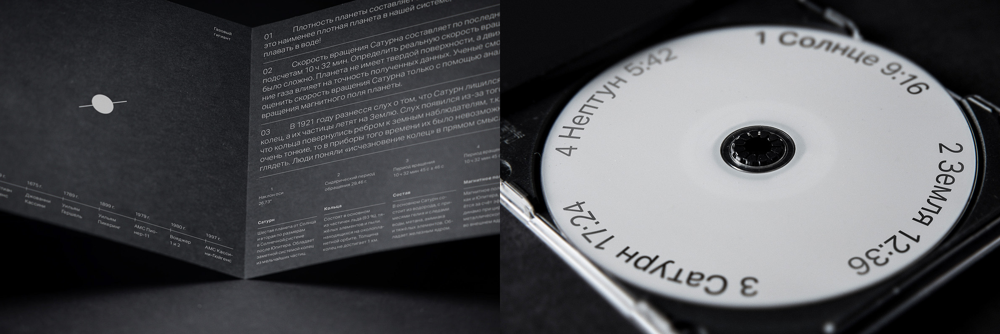 Газовый
гигиант
9 г.
1675 г.
Джованни
Кассини
1789 г.
Уильям
Гершель
1899 г.
Уильям
Пикеринг
1979 г.
АМС Пио-
нер-11
1980 г.
Вояджер
1 и 2
1997 г.
АМС Касси-
ни-Гюйгенс
01 Плотность планеты составляет
это наименее плотная планета в нашей системе,
плавать в воде!
02 Скорость вращения Сатурна составляет по последн
подсчетам 10 ч 32 мин. Определить реальную скорость вращ
было сложно. Планета не имеет твердой поверхности, а движ
ние газа влияет на точность полученных данных. Ученые смо
оценить скорость вращения Сатурна только с помощью анал
вращения магнитного поля планеты.
03 В 1921 году разнесся слух о том, что Сатурн лишился
колец, а их частицы летят на Землю. Слух появился из-за того
что кольца повернулись ребром к земным наблюдателям, т.к.
очень тонкие, то в приборы того времени их было невозможн
глядеть. Люди поняли «исчезновение колец» в прямом смысл
1
Наклон оси
26.73°
2
Сидерический период
обращения 29,46 г.
3
Период вращения
10 ч 32 мин 45 с ± 46 с
4
Период вращен
10 ч 32 мин 45 с
Сатурн
Шестая планета от Солнца
и вторая по размерам
в Солнечной системе
после Юпитера. Обладает
заметной системой колец
из мельчайших частиц.
Кольца
Состоят в основном
из частичек льда (93 %), тя-
жёлых элементов и пыли,
находящихся на околопла-
нетной орбите. Толщина
колец не достигает 1 км.
Состав
В основном Сатурн со-
стоит из водорода, с при-
месями гелия и следами
воды, метана, аммиака
и тяжёлых элементов. Об-
ладает железным ядром.
Магнитное по
Магнитное пол
как и Юпитера,
ётся за счёт эф
динамо при цир
металлического
во внешнем яд
1 Солнце 9:16
2 Земля 12:36
3 Сатурн 17:24
4 Нептун 5:42